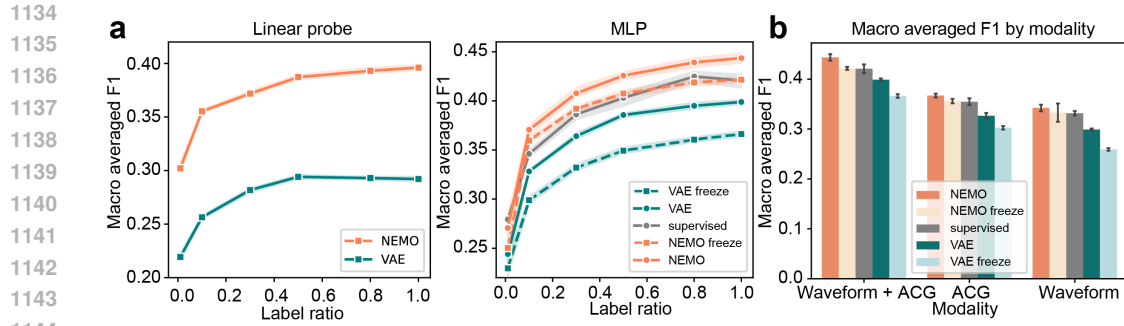 1134
1135
1136
1137
1138
1139
1140
1141
1142
1143
a
Linear probe
Macro averaged F1
0.40
0.35
0.30
0.25
0.20
0.0 0.2 0.4 0.6 0.8 1.0
Label ratio
NEMO
VAE
MLP
Macro averaged F1
0.45
0.40
0.35
0.30
0.25
0.0 0.2 0.4 0.6 0.8 1.0
Label ratio
VAE freeze
VAE
supervised
NEMO freeze
NEMO
b
Macro averaged F1 by modality
Macro averaged F1
0.4
0.3
0.2
0.1
0.0
NEMO
NEMO freeze
supervised
VAE
VAE freeze
Waveform + ACG ACG Waveform
Modality